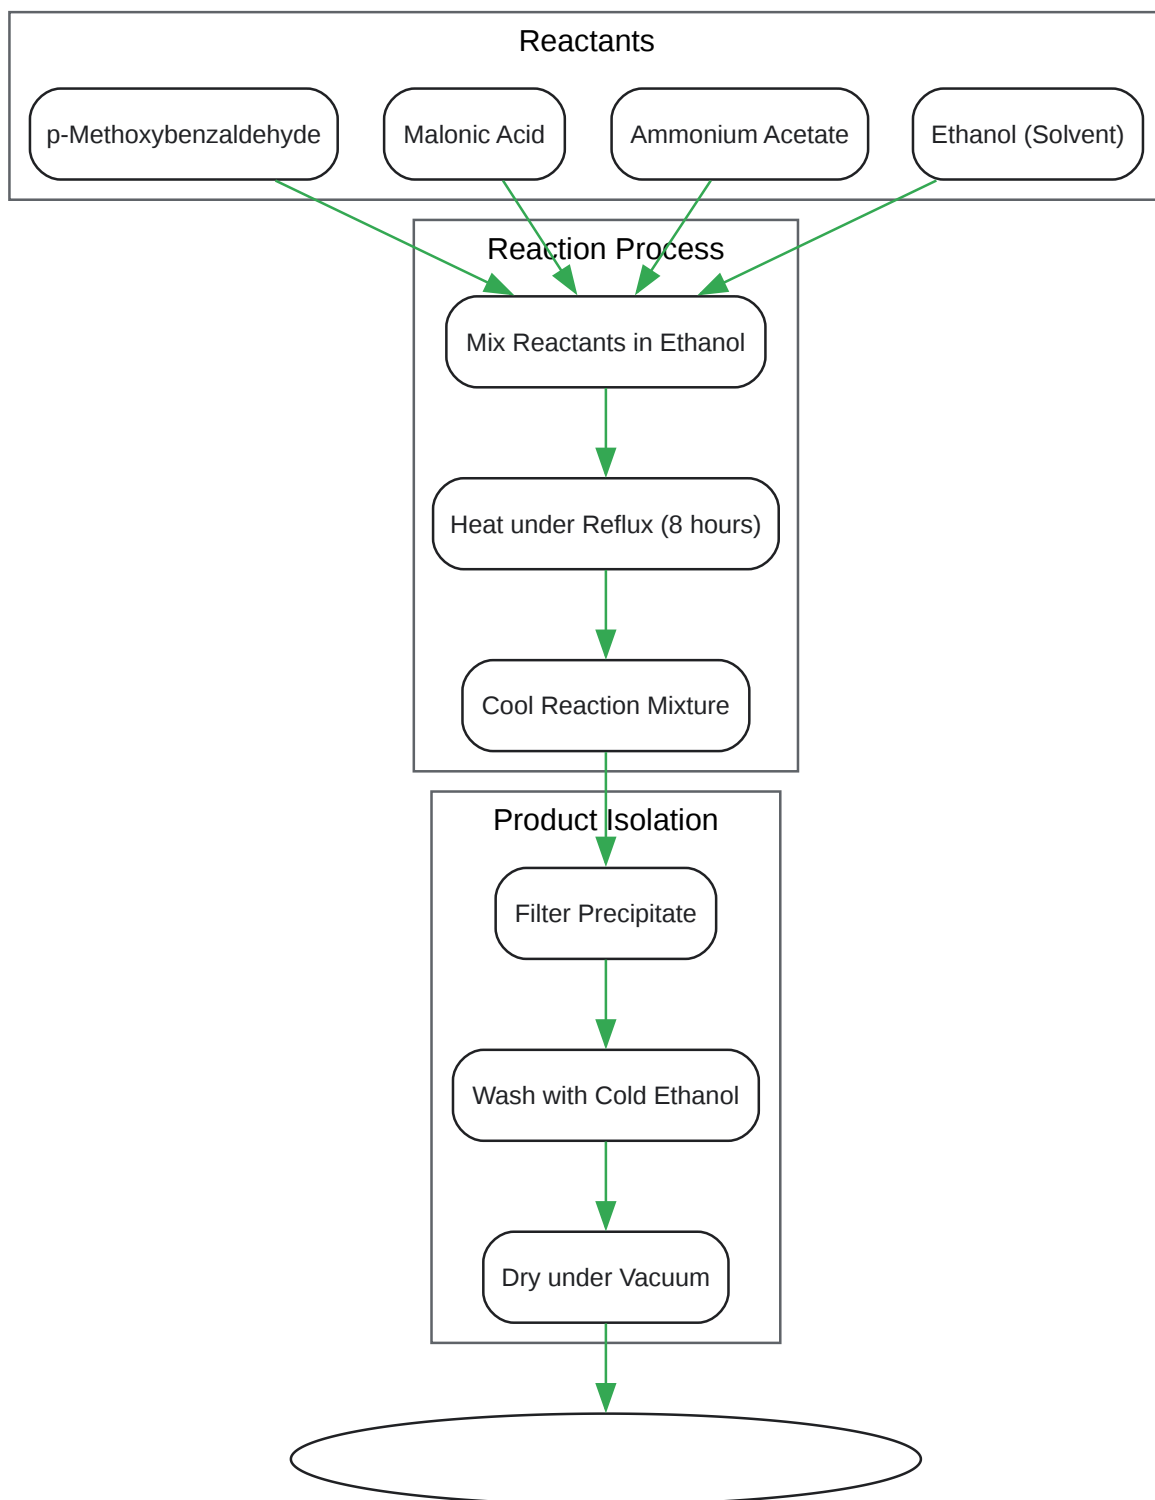 Reactants
p-Methoxybenzaldehyde
Malonic Acid
Ammonium Acetate
Ethanol (Solvent)
Reaction Process
Mix Reactants in Ethanol
Heat under Reflux (8 hours)
Cool Reaction Mixture
Product Isolation
Filter Precipitate
Wash with Cold Ethanol
Dry under Vacuum